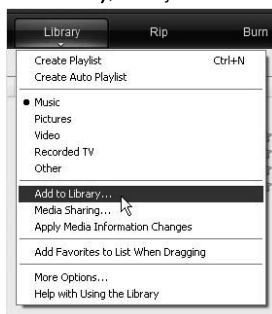 Library Rip Burn
Create Playlist Ctrl+N
Create Auto Playlist
Music
Pictures
Video
Recorded TV
Other
Add to Library...
Media Sharing...
Apply Media Information Changes
Add Favorites to List When Dragging
More Options...
Help with Using the Library